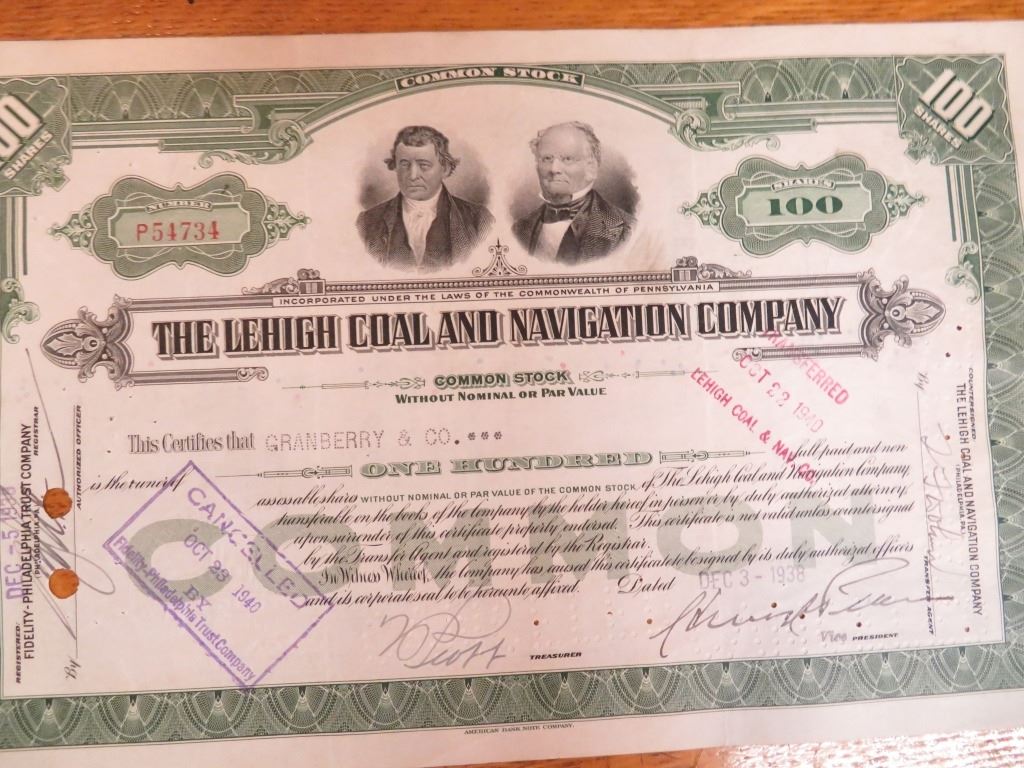 COMMON STOCK
00 SHARES
100 SHARES
NUMBER
P54734
SHARES
100
INCORPORATED UNDER THE LAWS OF THE COMMONWEALTH OF PENNSYLVANIA
THE LEHIGH COAL AND NAVIGATION COMPANY
COMMON STOCK
WITHOUT NOMINAL OR PAR VALUE
TRANSFERRED
OCT 22 1940
LEHIGH COAL & NAV. CO.
This Certifies that GRANBERRY & CO. ***
is the owner of ONE HUNDRED full paid and non-
assessable shares WITHOUT NOMINAL OR PAR VALUE OF THE COMMON STOCK OF The Lehigh Coal and Navigation Company
transferable on the books of the company by the holder hereof in person or by duly authorized attorney
upon surrender of this certificate properly endorsed. This certificate is not valid unless countersigned
by the Transfer Agent and registered by the Registrar.
In Witness Whereof, the Company has caused this certificate to be signed by its duly authorized officers
and its corporate seal to be hereunto affixed. Dated DEC 3 - 1938
COMMON
CANCELLED
OCT 23 1940
BY
Fidelity-Philadelphia Trust Company
Scott
TREASURER
Vice PRESIDENT
REGISTERED:
FIDELITY-PHILADELPHIA TRUST COMPANY
(PHILADELPHIA, PA.)
REGISTRAR
By
AUTHORIZED OFFICER
DEC - 5 1938
COUNTERSIGNED:
THE LEHIGH COAL AND NAVIGATION COMPANY
(PHILADELPHIA, PA.)
By
TRANSFER AGENT
AMERICAN BANK NOTE COMPANY.